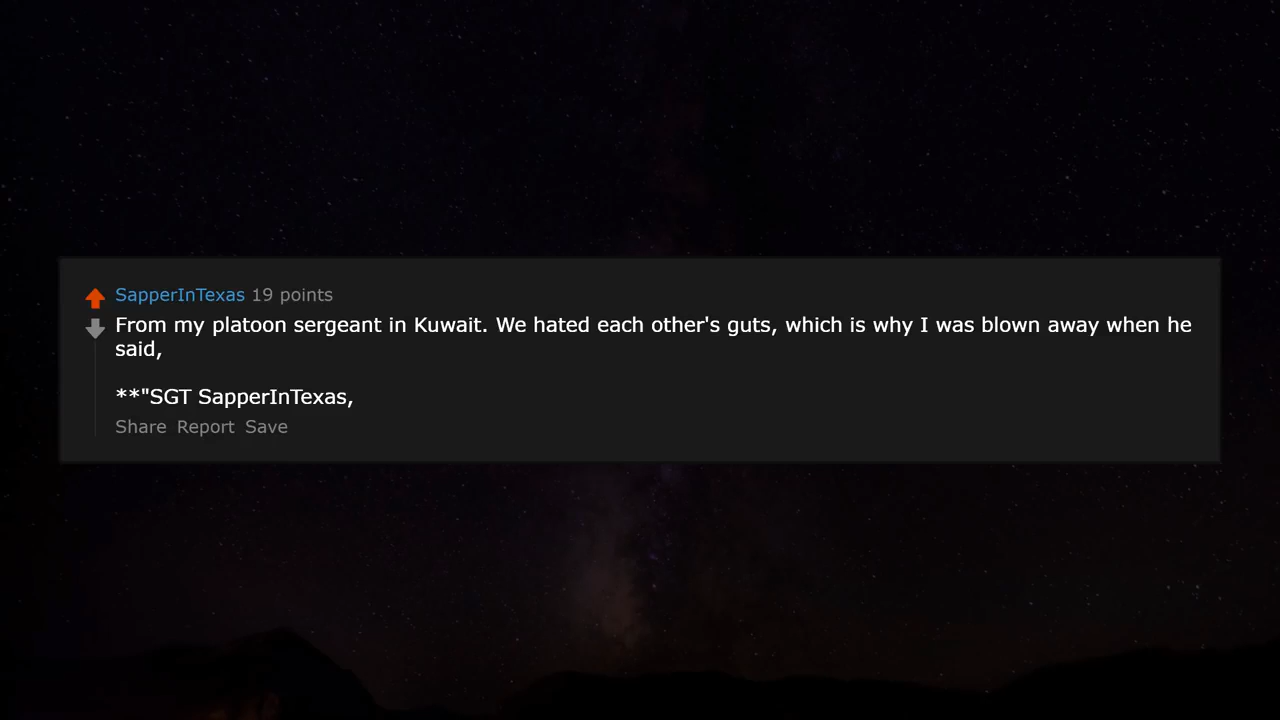 SapperInTexas 19 points
From my platoon sergeant in Kuwait. We hated each other's guts, which is why I was blown away when he
said,
**"SGT SapperInTexas,
Share Report Save